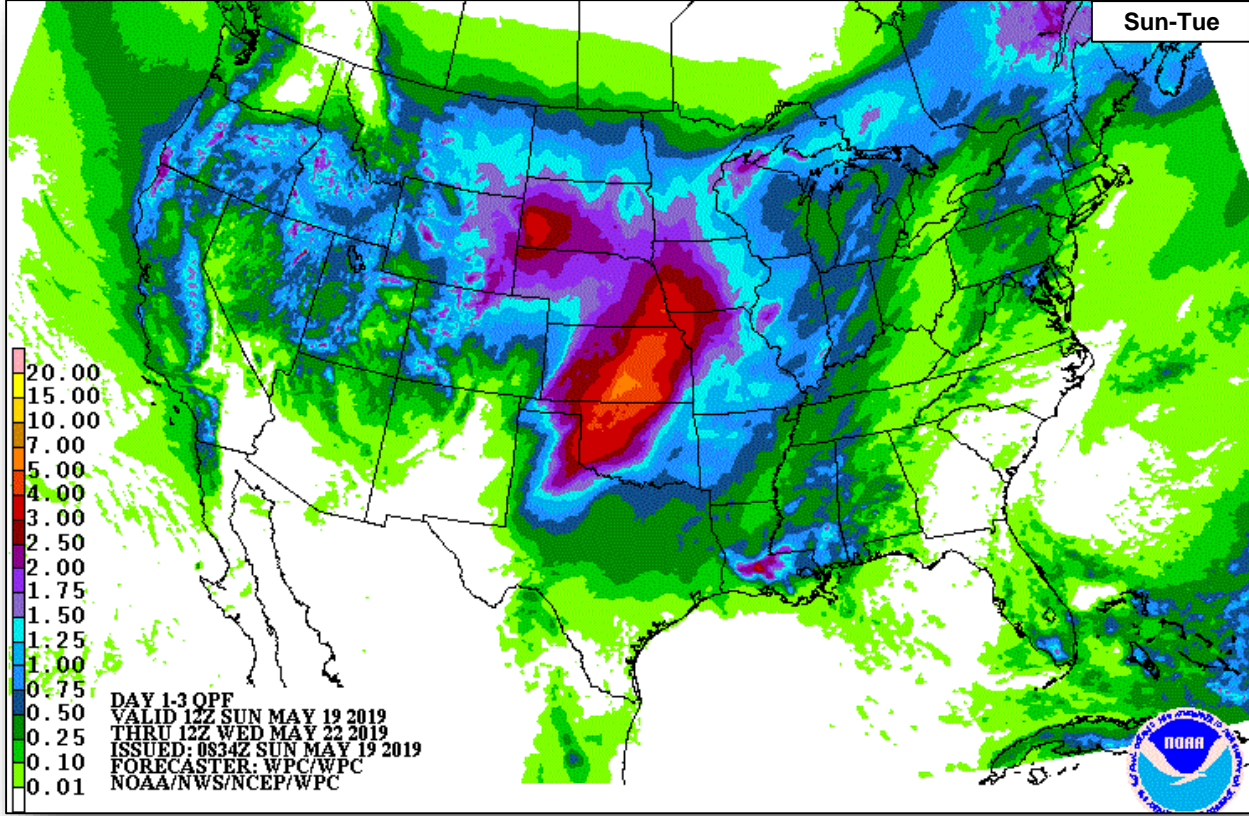 Sun-Tue
20.00
15.00
10.00
7.00
5.00
4.00
3.00
2.50
2.00
1.75
1.50
1.25
1.00
0.75
0.50
0.25
0.10
0.01
DAY 1-3 QPF
VALID 12Z SUN MAY 19 2019
THRU 12Z WED MAY 22 2019
ISSUED: 0834Z SUN MAY 19 2019
FORECASTER: WPC/WPC
NOAA/NWS/NCEP/WPC
NOAA